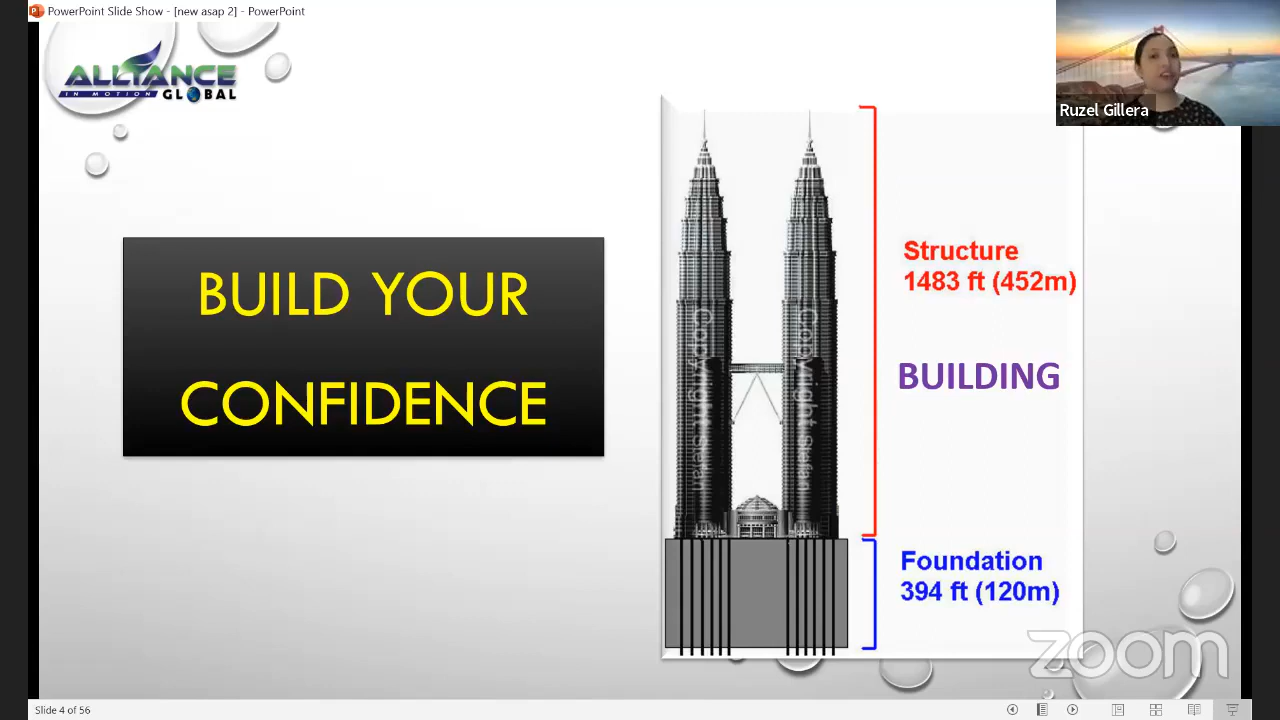 PowerPoint Slide Show - [new asap 2] - PowerPoint
ALLIANCE
IN MOTION GLOBAL
Ruzel Gillera
BUILD YOUR
CONFIDENCE
Structure
1483 ft (452m)
BUILDING
Foundation
394 ft (120m)
zoom
Slide 4 of 56